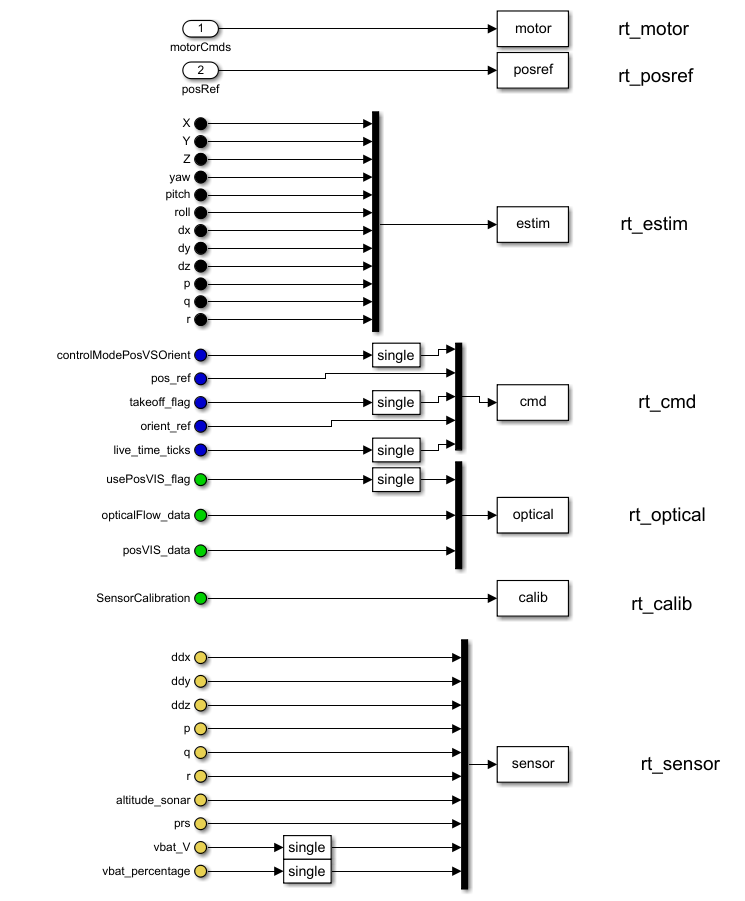 1 motor rt_motor
motorCmds
2 posref rt_posref
posRef
X
Y
Z
yaw
pitch
roll
dx
dy
dz
p
q
r
estim rt_estim
controlModePosVSOrient single
pos_ref
takeoff_flag single
orient_ref
live_time_ticks single
cmd rt_cmd
usePosVIS_flag single
opticalFlow_data
posVIS_data
optical rt_optical
SensorCalibration calib rt_calib
ddx
ddy
ddz
p
q
r
altitude_sonar
prs
vbat_V single
vbat_percentage single
sensor rt_sensor